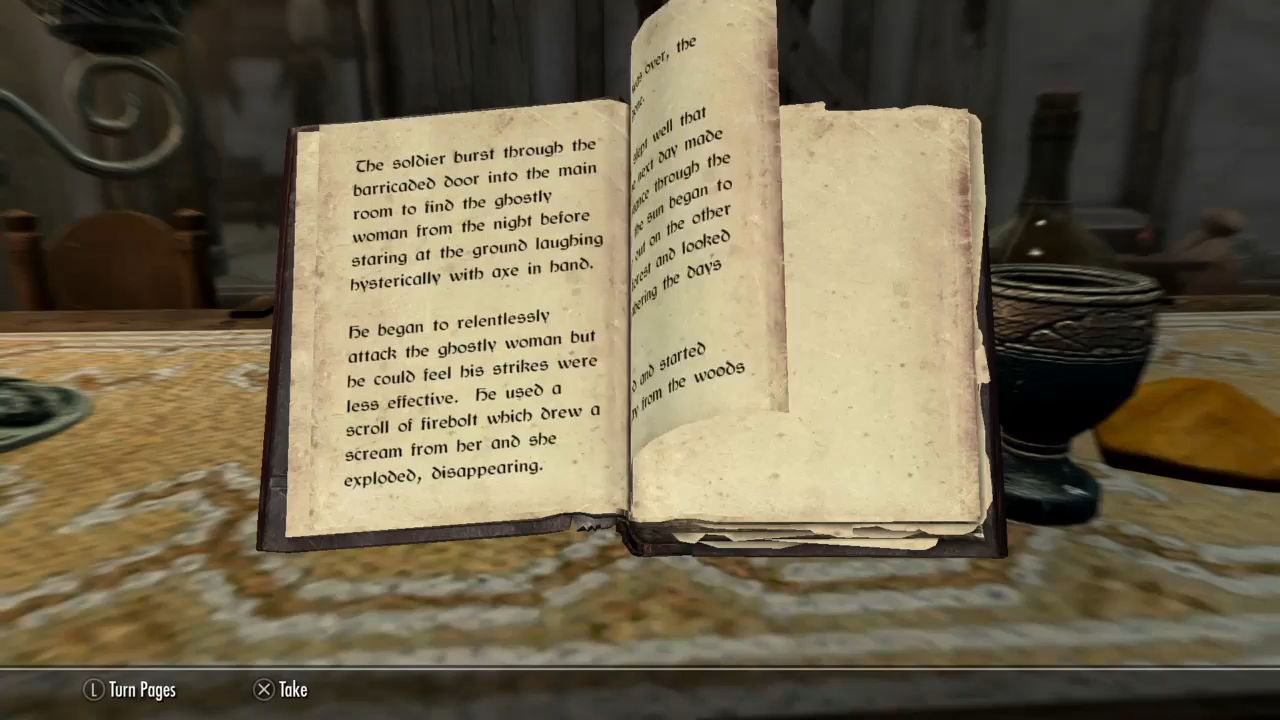 The soldier burst through the
barricaded door into the main
room to find the ghostly
woman from the night before
staring at the ground laughing
hysterically with axe in hand.
He began to relentlessly
attack the ghostly woman but
he could feel his strikes were
less effective. He used a
scroll of firebolt which drew a
scream from her and she
exploded, disappearing.
was over, the
slept well that
next day made
through the
the sun began to
out on the other
and looked
the days
and started
from the woods
L Turn Pages
X Take